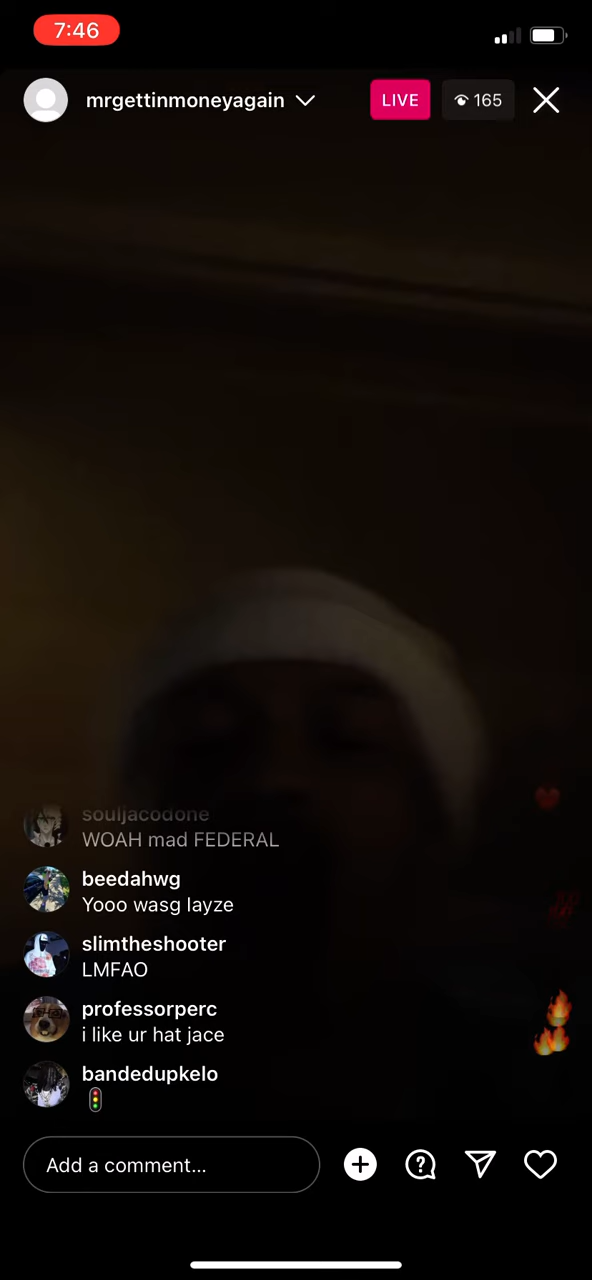 7:46
mrgettinmoneyagain
LIVE
165
souljacodone
WOAH mad FEDERAL
beedahwg
Yooo wasg layze
slimtheshooter
LMFAO
professorperc
i like ur hat jace
bandedupkelo
🚦
Add a comment...